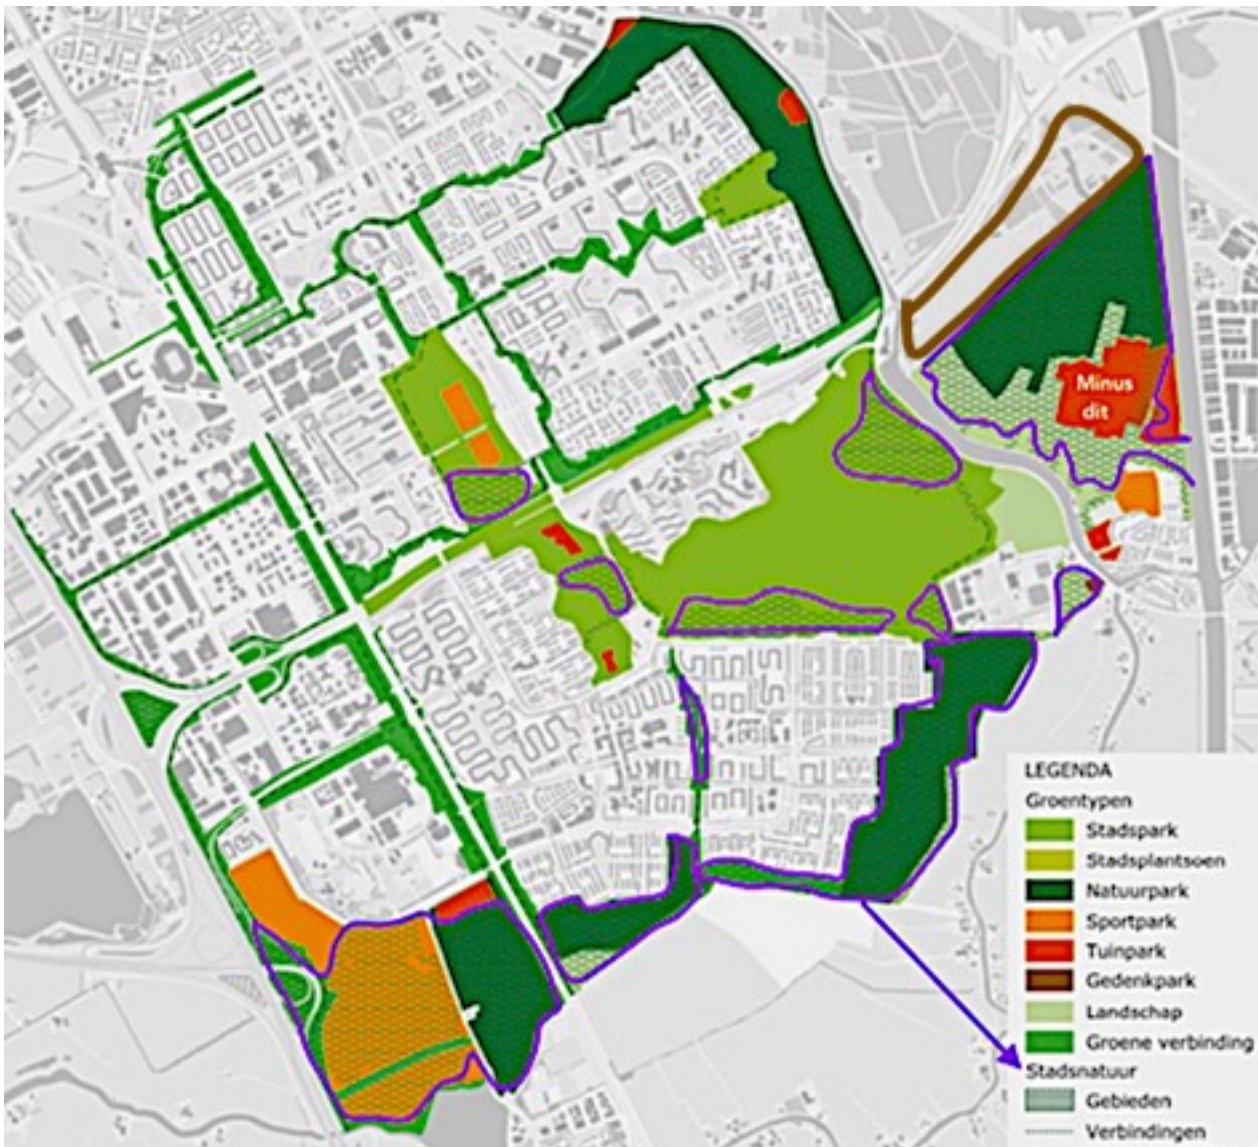 Minus
dit
LEGENDA
Groentypen
Stadspark
Stadsplantsoen
Natuurpark
Sportpark
Tuinpark
Gedenkpark
Landschap
Groene verbinding
Stadsnatuur
Gebieden
Verbindingen